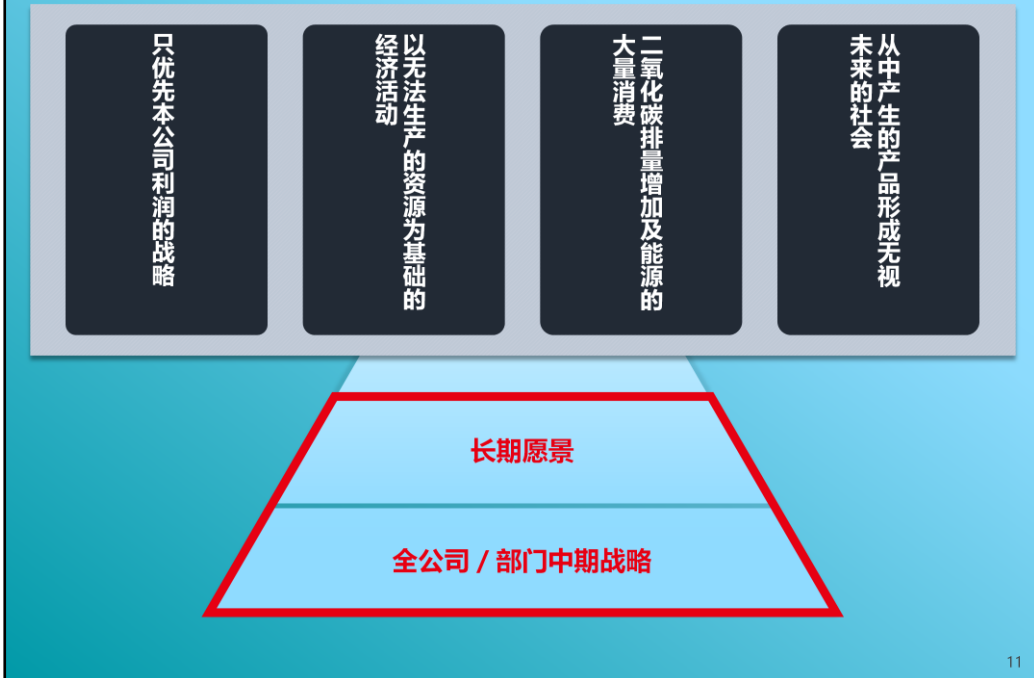 只优先本公司利润的战略
以无法生产的资源为基础的
经济活动
二氧化碳排量增加及能源的
大量消费
从中产生的产品形成无视
未来的社会
长期愿景
全公司 / 部门中期战略
11